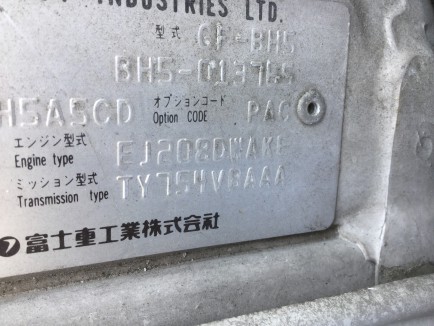 INDUSTRIES LTD.
型式 GF-BH5
BH5-013755
H5A5CD オプションコード Option CODE PAC
エンジン型式
Engine type EJ208DWAKE
ミッション型式
Transmission type TY754VBAAA
富士重工業株式会社